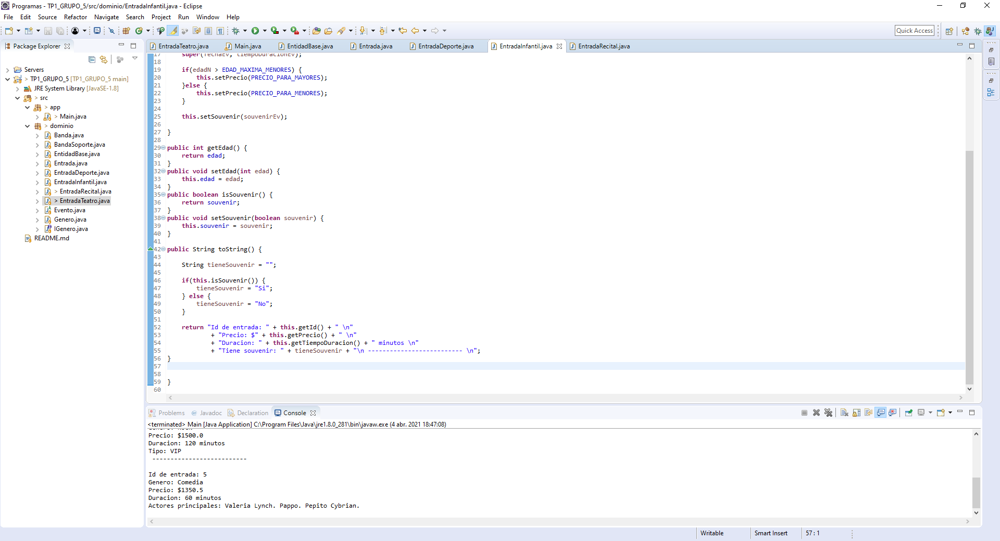 Programas - TP1_GRUPO_5/src/dominio/EntradaInfantil.java - Eclipse
File Edit Source Refactor Navigate Search Project Run Window Help
Quick Access
Package Explorer
EntradaTeatro.java Main.java EntidadBase.java Entrada.java EntradaDeporte.java EntradaInfantil.java EntradaRecital.java
Servers
> TP1_GRUPO_5 [TP1_GRUPO_5 main]
JRE System Library [JavaSE-1.8]
> src
> app
> Main.java
> dominio
Banda.java
BandaSoporte.java
EntidadBase.java
Entrada.java
EntradaDeporte.java
EntradaInfantil.java
> EntradaRecital.java
> EntradaTeatro.java
Evento.java
Genero.java
IGenero.java
README.md
17 super(fechaEv, tiempoDuracionEv);
18
19 if(edadN > EDAD_MAXIMA_MENORES) {
20 this.setPrecio(PRECIO_PARA_MAYORES);
21 }else {
22 this.setPrecio(PRECIO_PARA_MENORES);
23 }
24
25 this.setSouvenir(souvenirEv);
26
27 }
28
29 public int getEdad() {
30 return edad;
31 }
32 public void setEdad(int edad) {
33 this.edad = edad;
34 }
35 public boolean isSouvenir() {
36 return souvenir;
37 }
38 public void setSouvenir(boolean souvenir) {
39 this.souvenir = souvenir;
40 }
41
42 public String toString() {
43
44 String tieneSouvenir = "";
45
46 if(this.isSouvenir()) {
47 tieneSouvenir = "Si";
48 } else {
49 tieneSouvenir = "No";
50 }
51
52 return "Id de entrada: " + this.getId() + " \n"
53 + "Precio: $" + this.getPrecio() + " \n"
54 + "Duracion: " + this.getTiempoDuracion() + " minutos \n"
55 + "Tiene souvenir: " + tieneSouvenir + "\n -------------------------- \n";
56 }
57
58
59 }
60
Problems Javadoc Declaration Console
<terminated> Main [Java Application] C:\Program Files\Java\jre1.8.0_281\bin\javaw.exe (4 abr. 2021 18:47:08)
Precio: $1500.0
Duracion: 120 minutos
Tipo: VIP
--------------------------
Id de entrada: 5
Genero: Comedia
Precio: $1350.5
Duracion: 60 minutos
Actores principales: Valeria Lynch. Pappo. Pepito Cybrian.
Writable Smart Insert 57 : 1